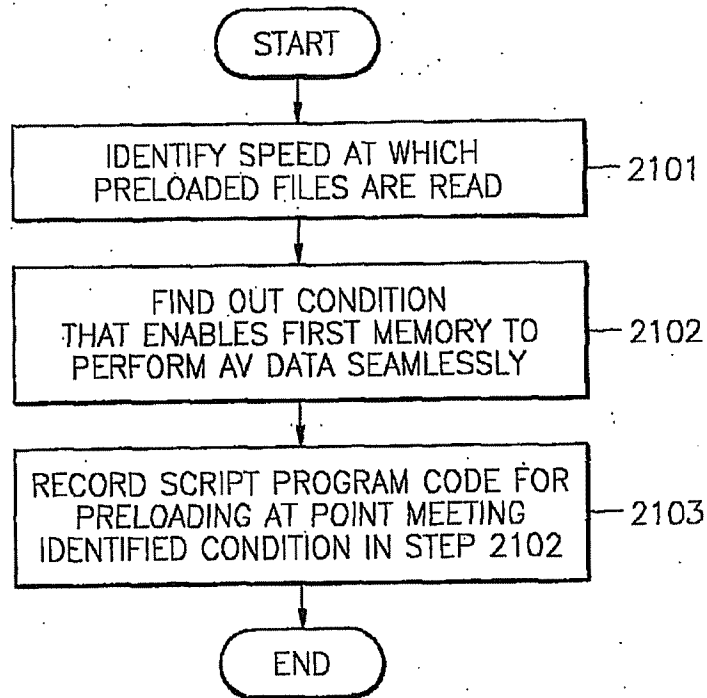 START
IDENTIFY SPEED AT WHICH
PRELOADED FILES ARE READ
2101
FIND OUT CONDITION
THAT ENABLES FIRST MEMORY TO
PERFORM AV DATA SEAMLESSLY
2102
RECORD SCRIPT PROGRAM CODE FOR
PRELOADING AT POINT MEETING
IDENTIFIED CONDITION IN STEP 2102
2103
END